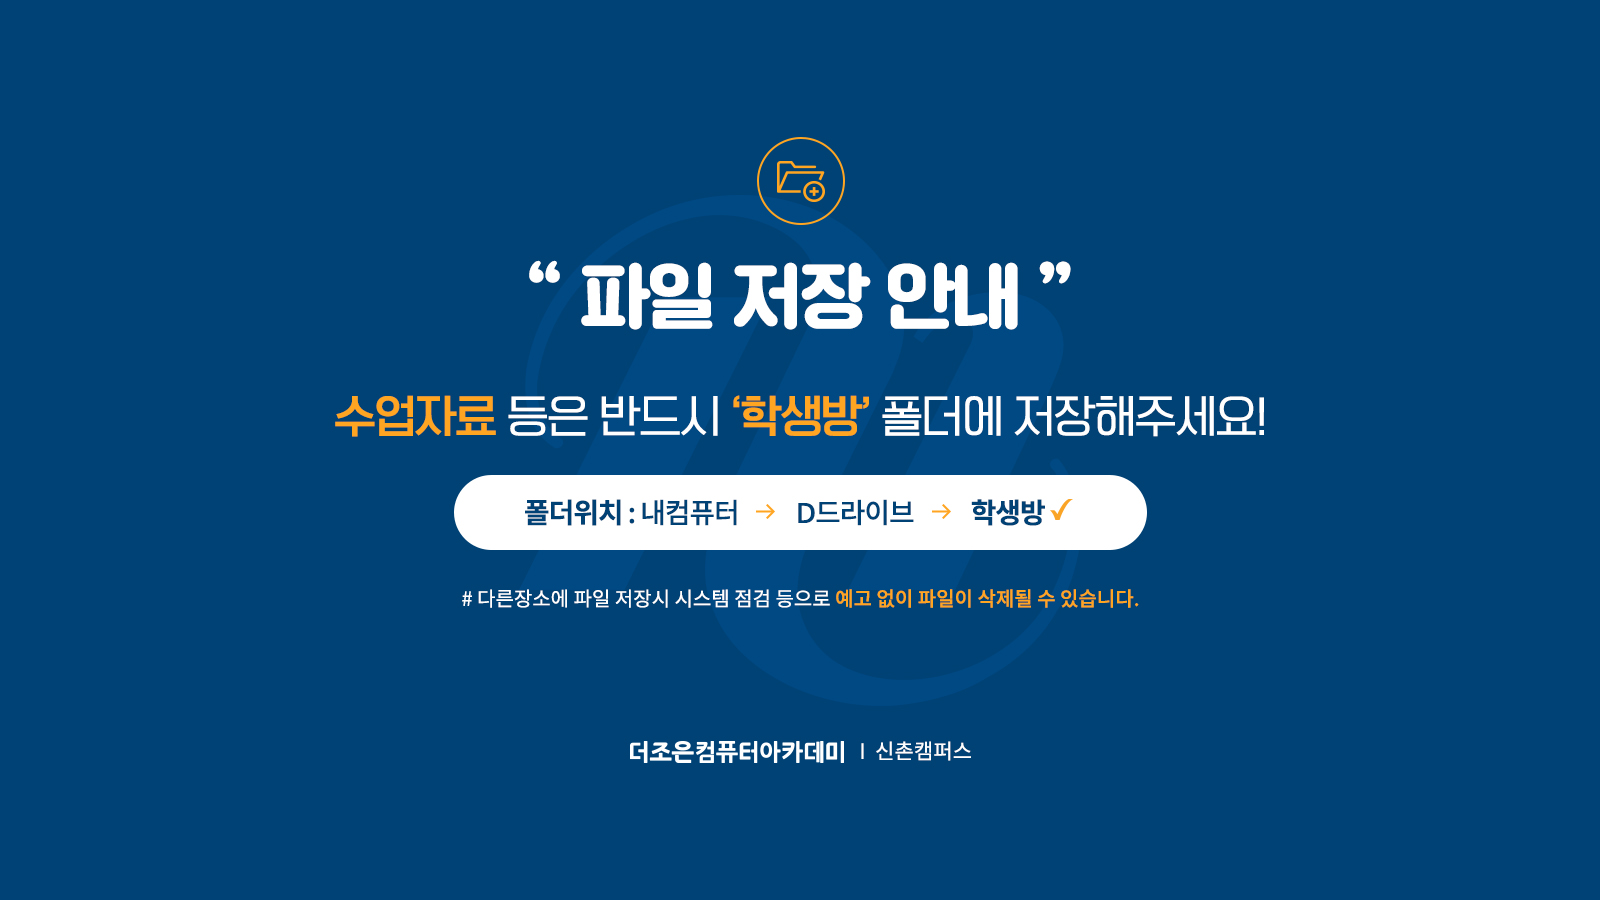 “ 파일 저장 안내 ”
수업자료 등은 반드시 ‘학생방’ 폴더에 저장해주세요!
폴더위치 : 내컴퓨터 → D드라이브 → 학생방 ✓
# 다른장소에 파일 저장시 시스템 점검 등으로 예고 없이 파일이 삭제될 수 있습니다.
더조은컴퓨터아카데미 | 신촌캠퍼스